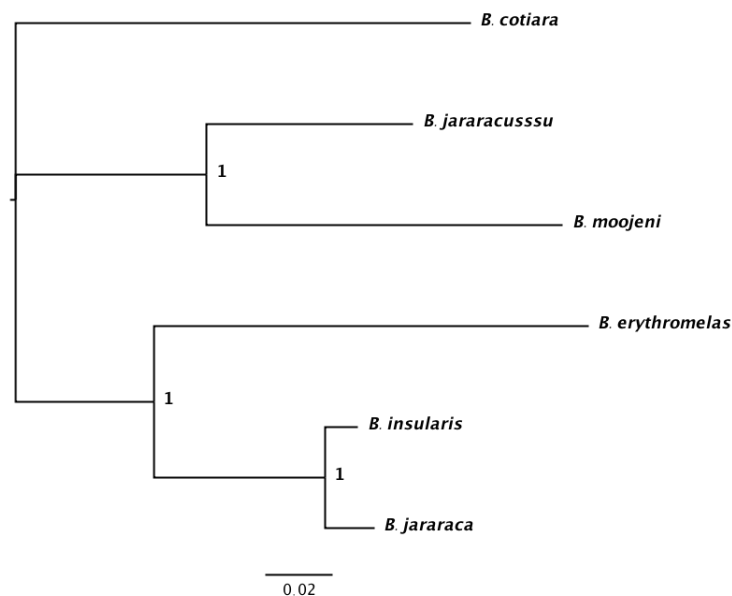 B. cotiara
B. jararacusssu
1
B. moojeni
B. erythromelas
1
B. insularis
1
B. jararaca
0.02